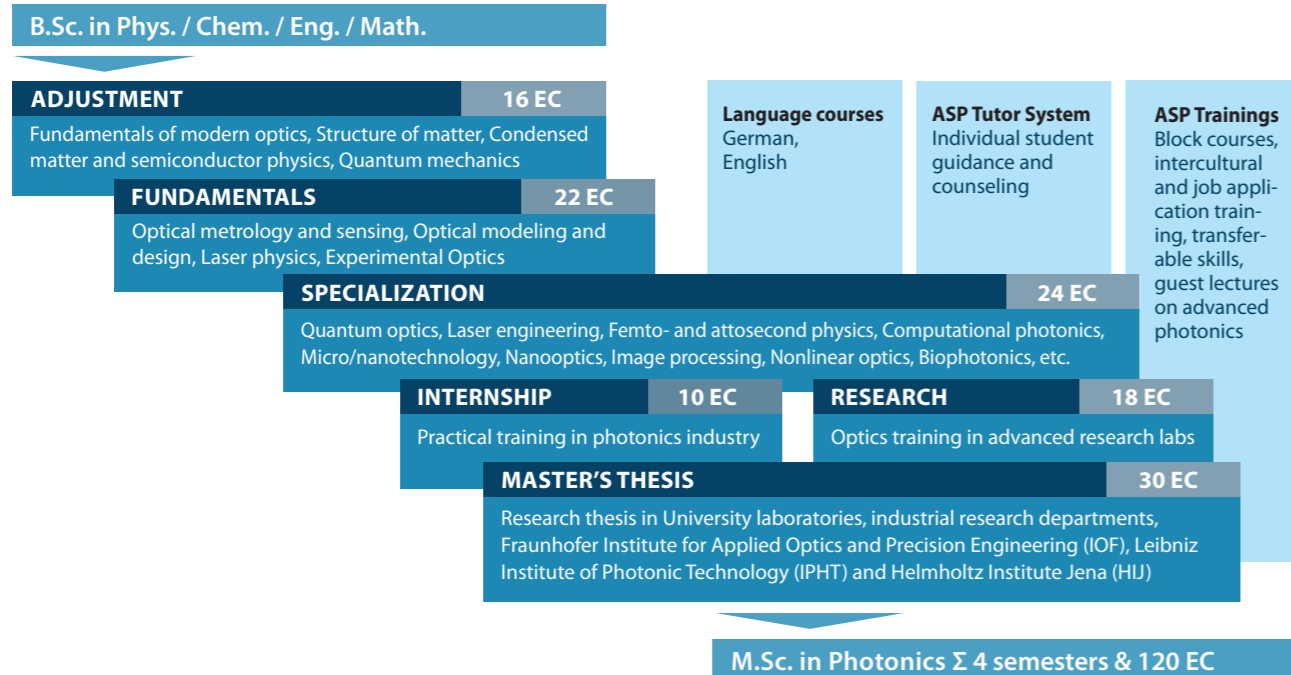 B.Sc. in Phys. / Chem. / Eng. / Math.
ADJUSTMENT
16 EC
Fundamentals of modern optics, Structure of matter, Condensed
matter and semiconductor physics, Quantum mechanics
FUNDAMENTALS
22 EC
Optical metrology and sensing, Optical modeling and
design, Laser physics, Experimental Optics
Language courses
German,
English
ASP Tutor System
Individual student
guidance and
counseling
ASP Trainings
Block courses,
intercultural
and job appli-
cation train-
ing, transfer-
able skills,
guest lectures
on advanced
photonics
SPECIALIZATION
24 EC
Quantum optics, Laser engineering, Femto- and attosecond physics, Computational photonics,
Micro/nanotechnology, Nanooptics, Image processing, Nonlinear optics, Biophotonics, etc.
INTERNSHIP
10 EC
Practical training in photonics industry
RESEARCH
18 EC
Optics training in advanced research labs
MASTER'S THESIS
30 EC
Research thesis in University laboratories, industrial research departments,
Fraunhofer Institute for Applied Optics and Precision Engineering (IOF), Leibniz
Institute of Photonic Technology (IPHT) and Helmholtz Institute Jena (HIJ)
M.Sc. in Photonics Σ 4 semesters & 120 EC